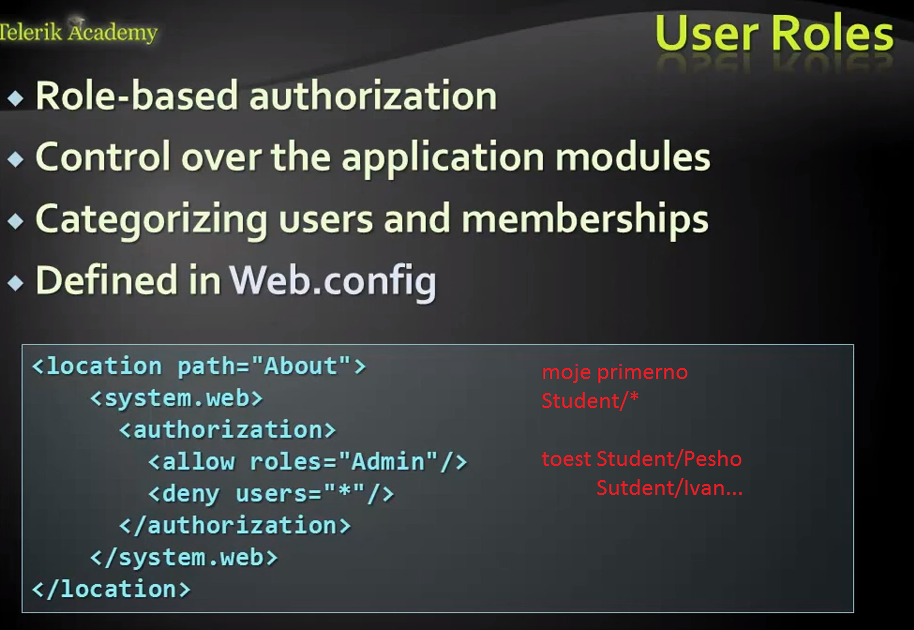 Telerik Academy
User Roles
Role-based authorization
Control over the application modules
Categorizing users and memberships
Defined in Web.config
<location path="About">
<system.web>
<authorization>
<allow roles="Admin"/>
<deny users="*"/>
</authorization>
</system.web>
</location>
moje primerno
Student/*
toest Student/Pesho
Sutdent/Ivan...